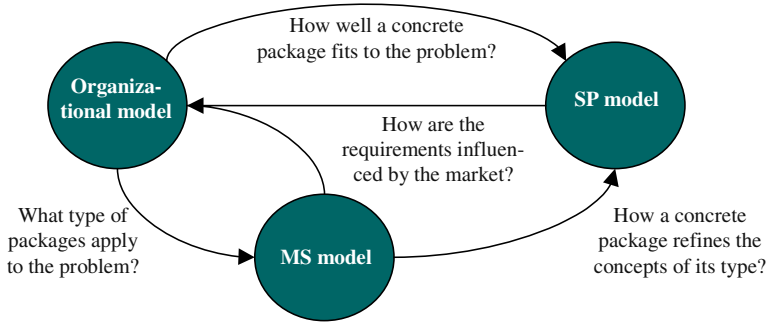 How well a concrete
package fits to the problem?
Organiza-
tional model
SP model
How are the
requirements influen-
ced by the market?
What type of
packages apply
to the problem?
MS model
How a concrete
package refines the
concepts of its type?